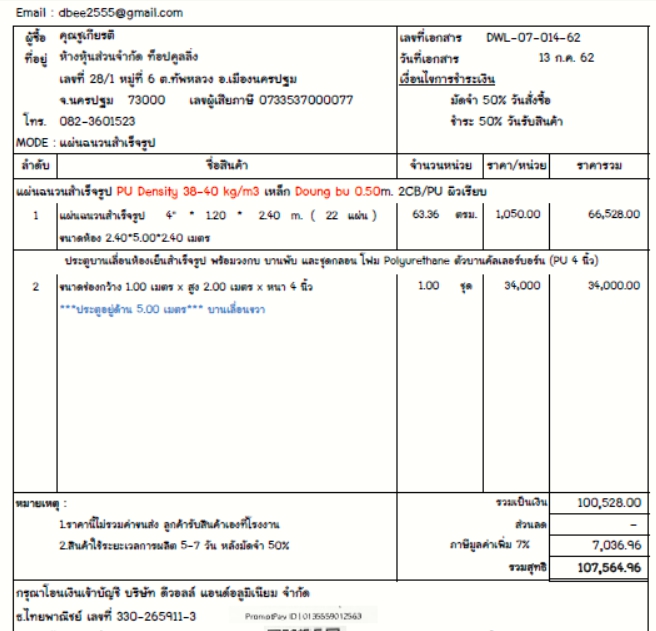 Email : dbee2555@gmail.com
ผู้ซื้อ คุณชูเกียรติ เลขที่เอกสาร DWL-07-014-62
ที่อยู่ ห้างหุ้นส่วนจำกัด ท็อปคูลลิ่ง วันที่เอกสาร 13 ก.ค. 62
เลขที่ 28/1 หมู่ที่ 6 ต.ทัพหลวง อ.เมืองนครปฐม เงื่อนไขการชำระเงิน
จ.นครปฐม 73000 เลขผู้เสียภาษี 0733537000077 มัดจำ 50% วันสั่งซื้อ
โทร. 082-3601523 ชำระ 50% วันรับสินค้า
MODE : แผ่นฉนวนสำเร็จรูป
ลำดับ ชื่อสินค้า จำนวนหน่วย ราคา/หน่วย ราคารวม
แผ่นฉนวนสำเร็จรูป PU Density 38-40 kg/m3 เหล็ก Doung bu 0.50m. 2CB/PU ผิวเรียบ
1 แผ่นฉนวนสำเร็จรูป 4" * 1.20 * 2.40 m. ( 22 แผ่น ) 63.36 ตรม. 1,050.00 66,528.00
ขนาดห้อง 2.40*5.00*2.40 เมตร
ประตูบานเลื่อนห้องเย็นสำเร็จรูป พร้อมวงกบ บานพับ และชุดกลอน โฟม Polyurethane ตัวบานคัลเลอร์บอร์น (PU 4 นิ้ว)
2 ขนาดช่องกว้าง 1.00 เมตร x สูง 2.00 เมตร x หนา 4 นิ้ว 1.00 ชุด 34,000 34,000.00
***ประตูอยู่ด้าน 5.00 เมตร*** บานเลื่อนขวา
หมายเหตุ : รวมเป็นเงิน 100,528.00
1.ราคานี้ไม่รวมค่าขนส่ง ลูกค้ารับสินค้าเองที่โรงงาน ส่วนลด -
2.สินค้าใช้ระยะเวลาการผลิต 5-7 วัน หลังมัดจำ 50% ภาษีมูลค่าเพิ่ม 7% 7,036.96
รวมสุทธิ 107,564.96
กรุณาโอนเงินเข้าบัญชี บริษัท ดีวอลล์ แอนด์อลูมิเนียม จำกัด
ธ.ไทยพาณิชย์ เลขที่ 330-265911-3 PromptPay ID | 0135559012563